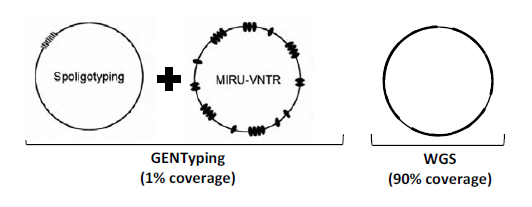 Spoligotyping
MIRU-VNTR
GENTyping
(1% coverage)
WGS
(90% coverage)